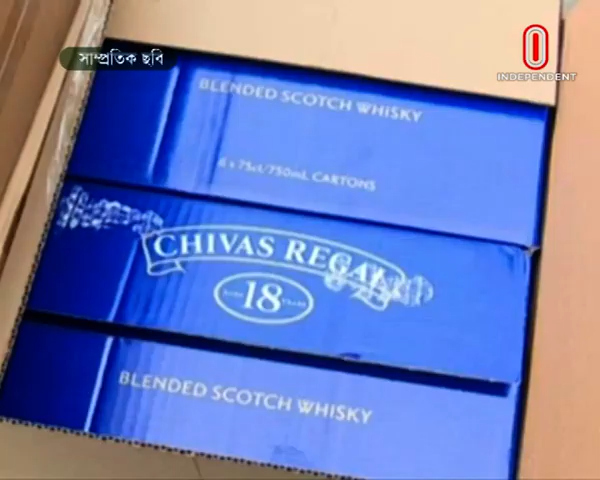 সাম্প্রতিক ছবি
INDEPENDENT
BLENDED SCOTCH WHISKY
6 x 75cl/750mL CARTONS
CHIVAS REGAL
18
BLENDED SCOTCH WHISKY